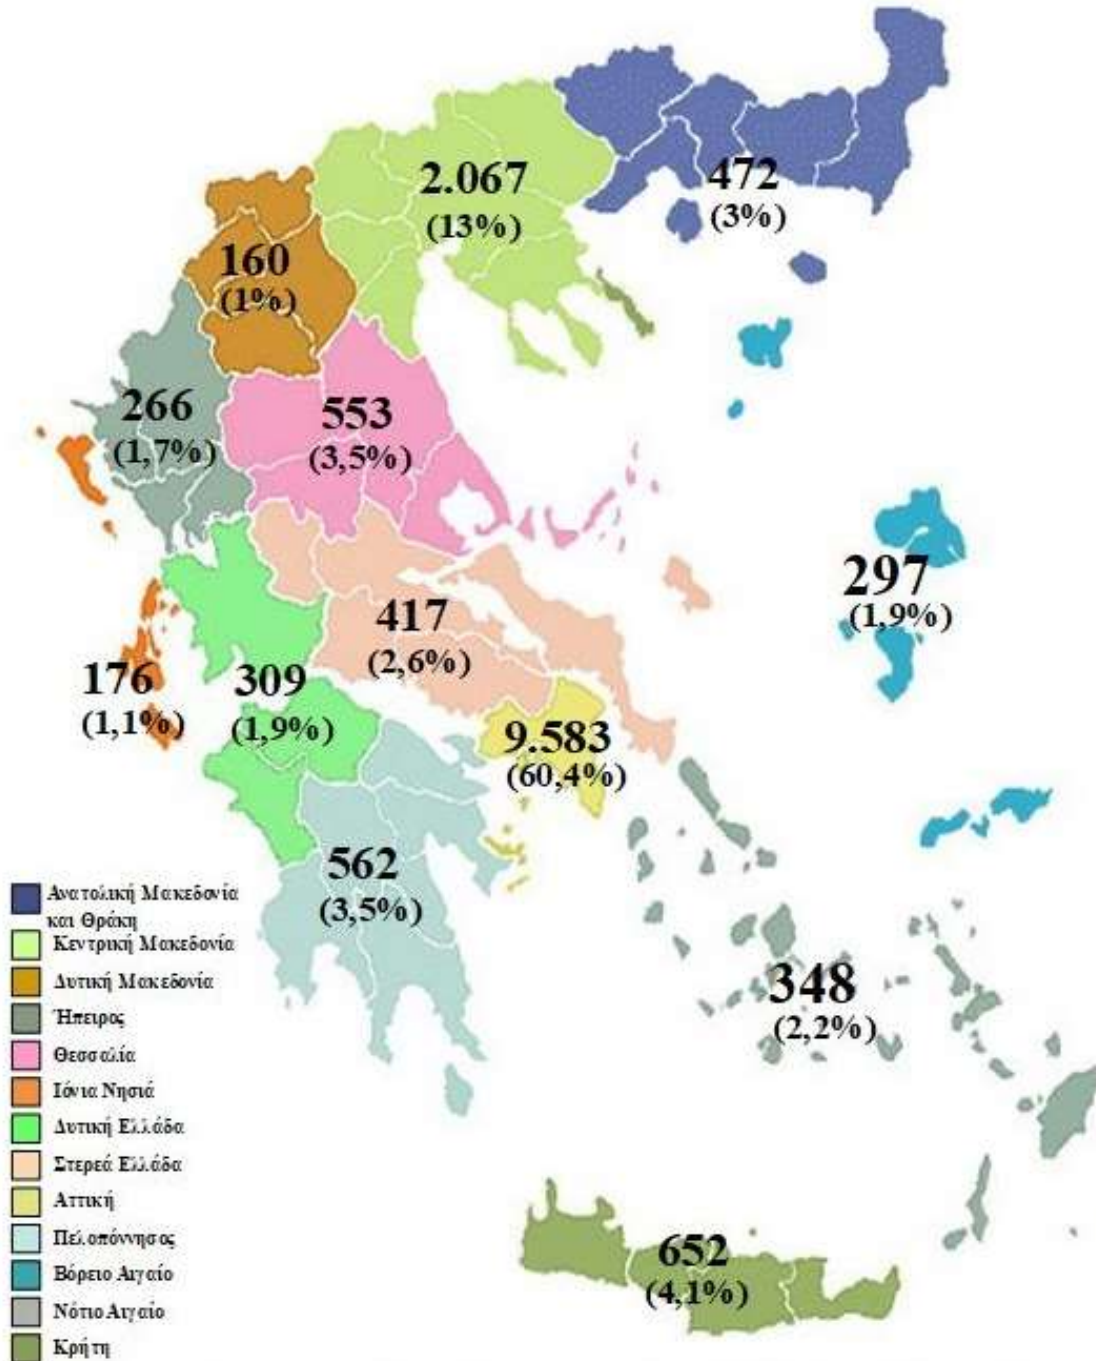 2.067
(13%)
472
(3%)
160
(1%)
266
(1,7%)
553
(3,5%)
297
(1,9%)
417
(2,6%)
176
(1,1%)
309
(1,9%)
9.583
(60,4%)
562
(3,5%)
348
(2,2%)
652
(4,1%)
Ανατολική Μακεδονία
και Θράκη
Κεντρική Μακεδονία
Δυτική Μακεδονία
Ήπειρος
Θεσσαλία
Ιόνια Νησιά
Δυτική Ελλάδα
Στερεά Ελλάδα
Αττική
Πελοπόννησος
Βόρειο Αιγαίο
Νότιο Αιγαίο
Κρήτη